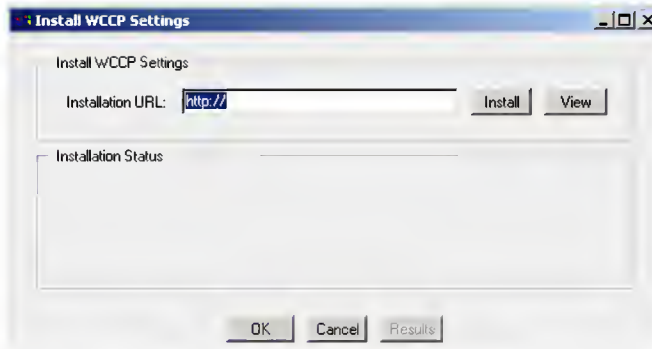 Install WCCP Settings
Install WCCP Settings
Installation URL: http:// Install View
Installation Status
OK Cancel Results